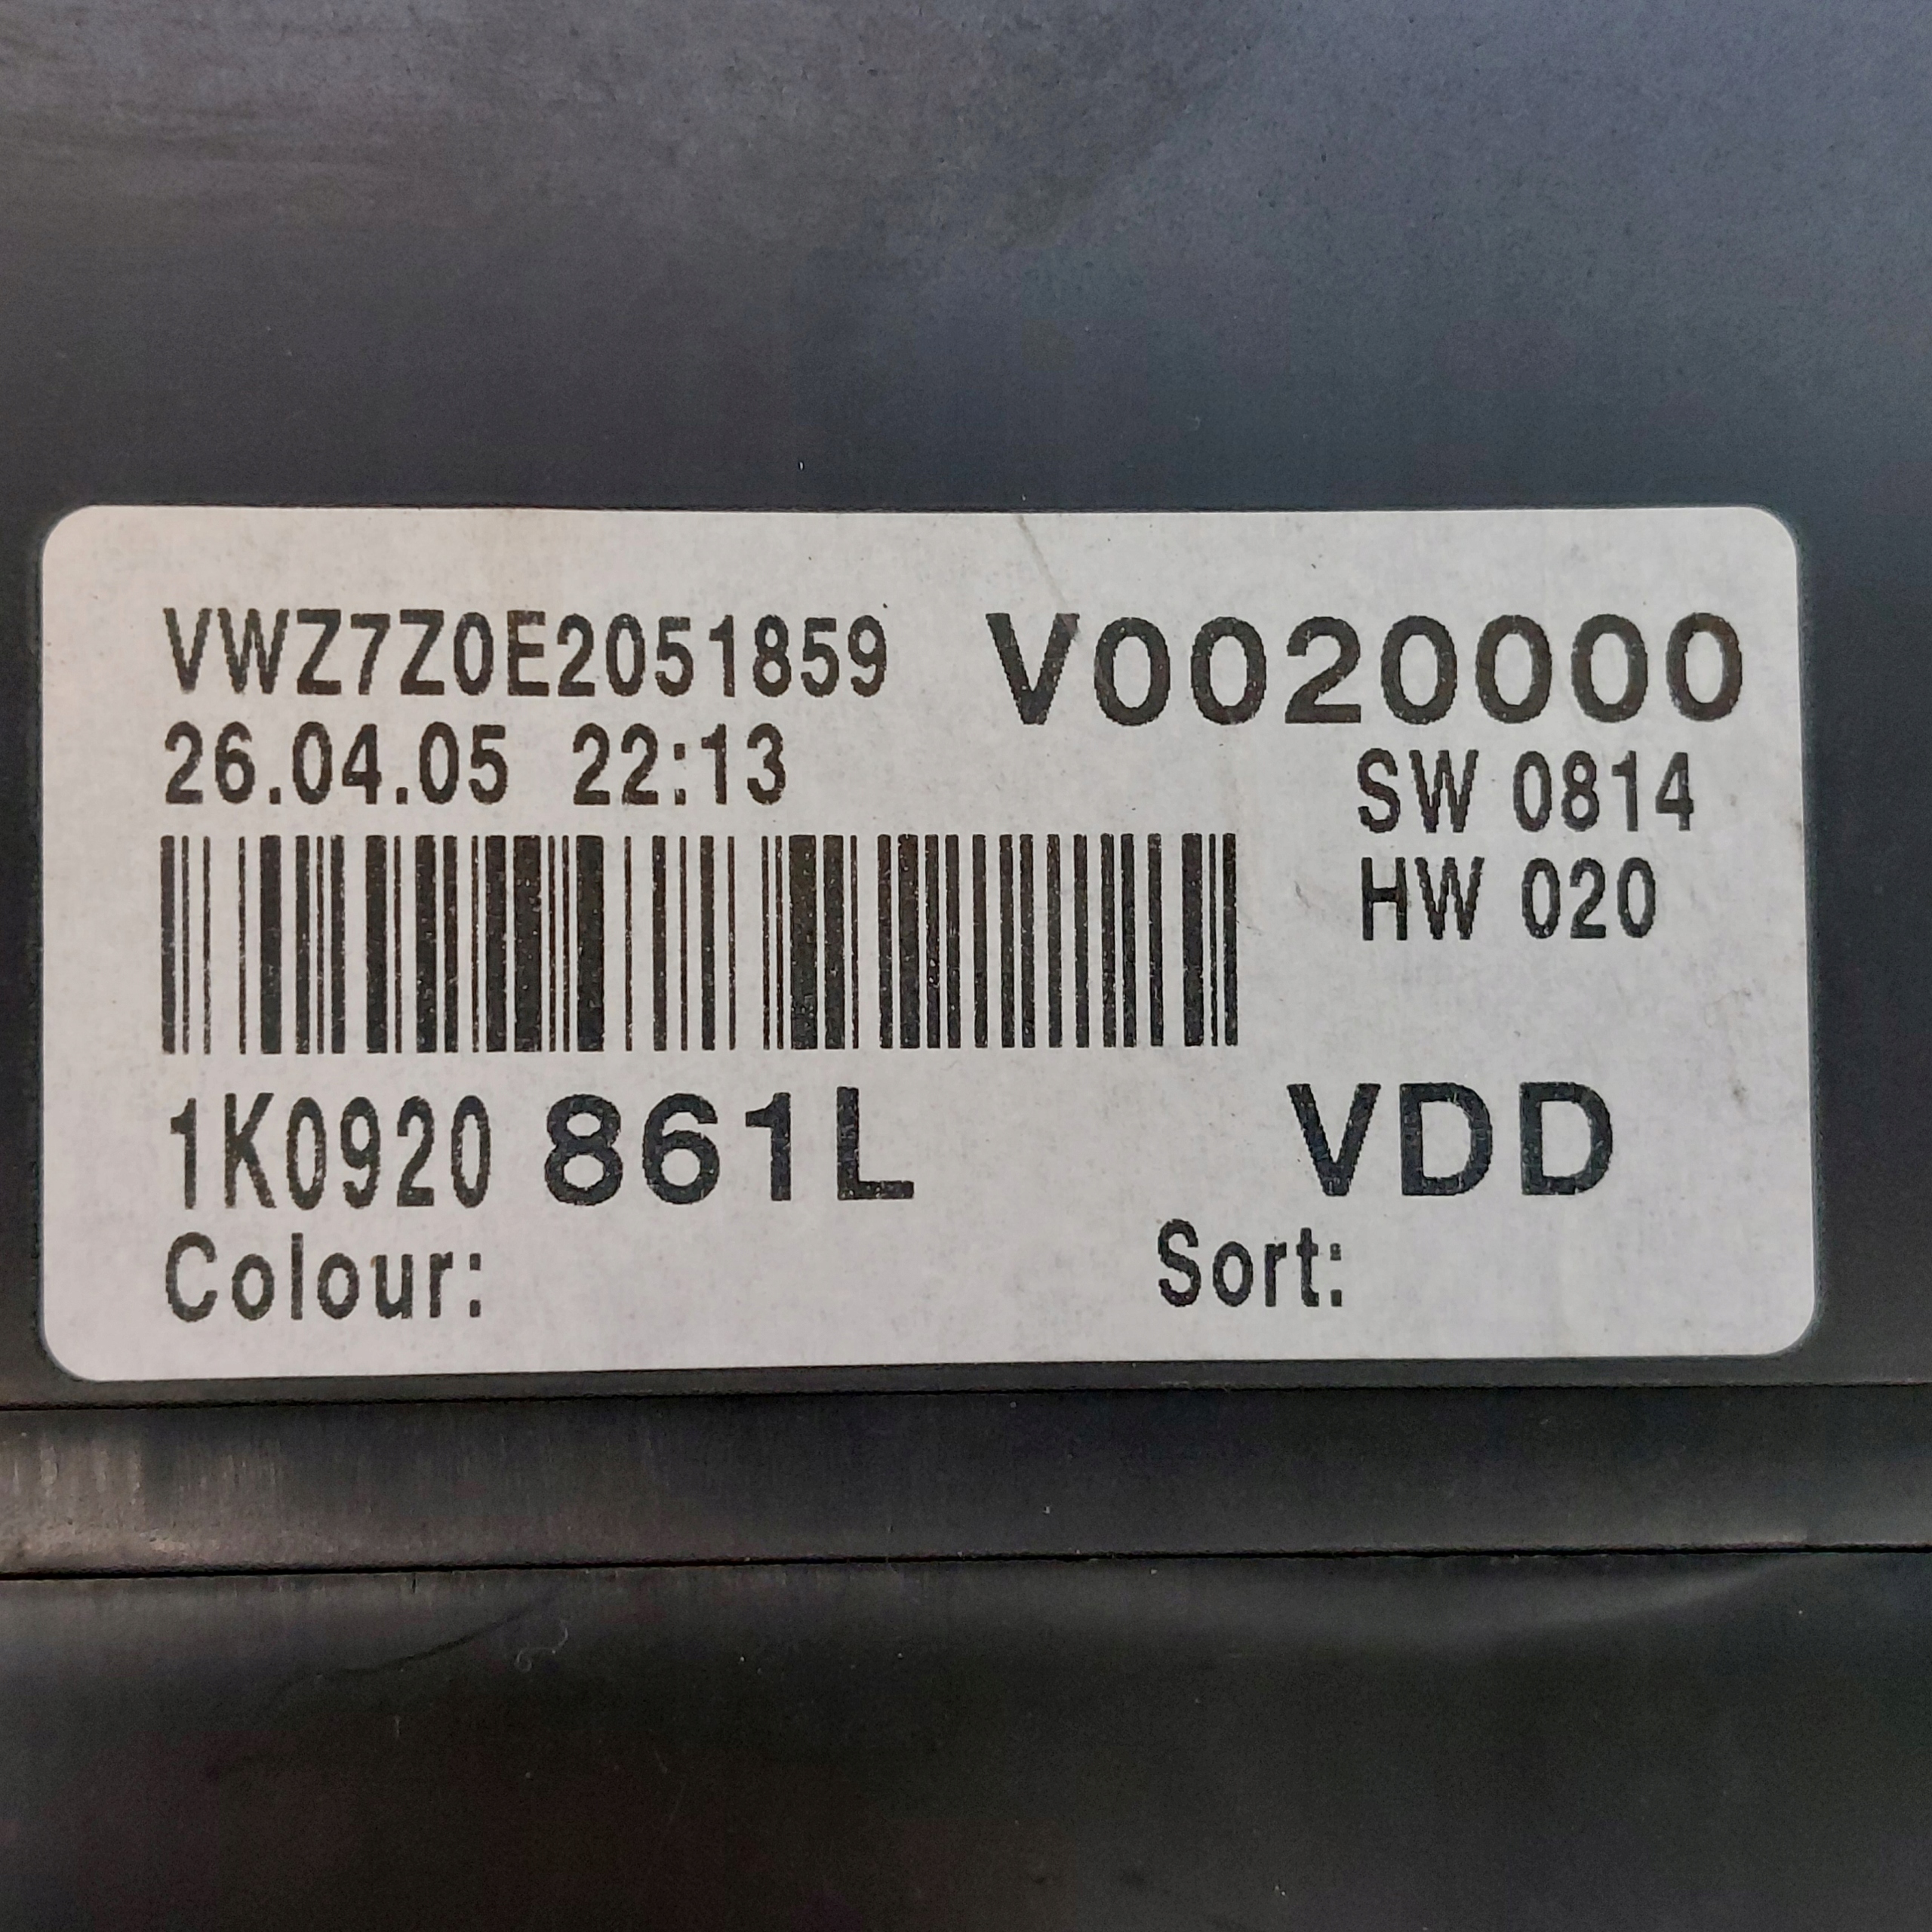 VWZ7Z0E2051859 V0020000
26.04.05 22:13 SW 0814
HW 020
1K0920 861L VDD
Colour: Sort: